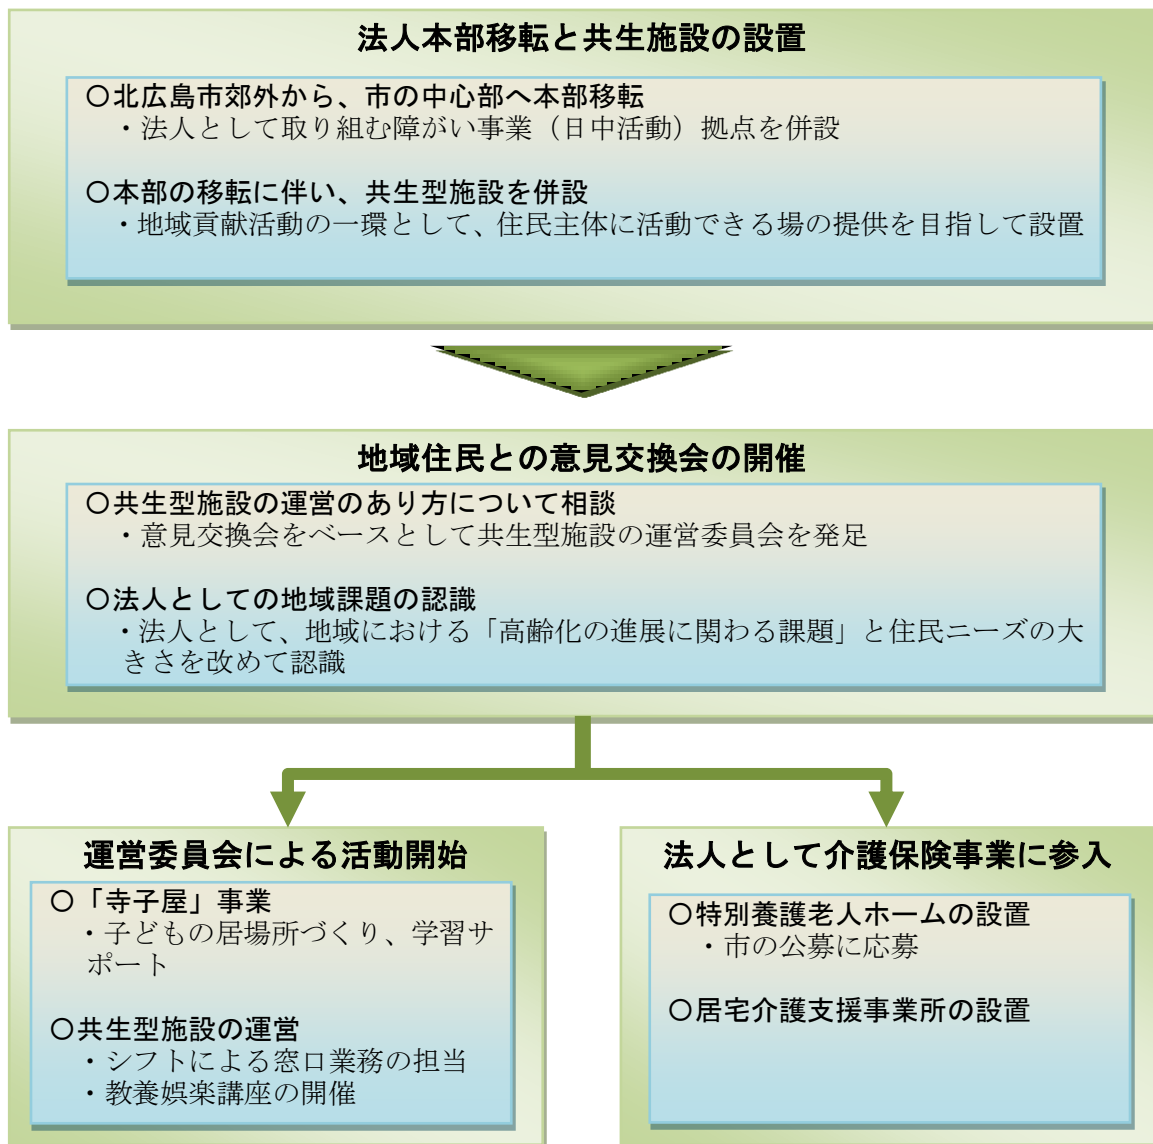 法人本部移転と共生施設の設置
〇北広島市郊外から、市の中心部へ本部移転
・法人として取り組む障がい事業（日中活動）拠点を併設
〇本部の移転に伴い、共生型施設を併設
・地域貢献活動の一環として、住民主体に活動できる場の提供を目指して設置
地域住民との意見交換会の開催
〇共生型施設の運営のあり方について相談
・意見交換会をベースとして共生型施設の運営委員会を発足
〇法人としての地域課題の認識
・法人として、地域における「高齢化の進展に関わる課題」と住民ニーズの大
きさを改めて認識
運営委員会による活動開始
〇「寺子屋」事業
・子どもの居場所づくり、学習サ
ポート
〇共生型施設の運営
・シフトによる窓口業務の担当
・教養娯楽講座の開催
法人として介護保険事業に参入
〇特別養護老人ホームの設置
・市の公募に応募
〇居宅介護支援事業所の設置